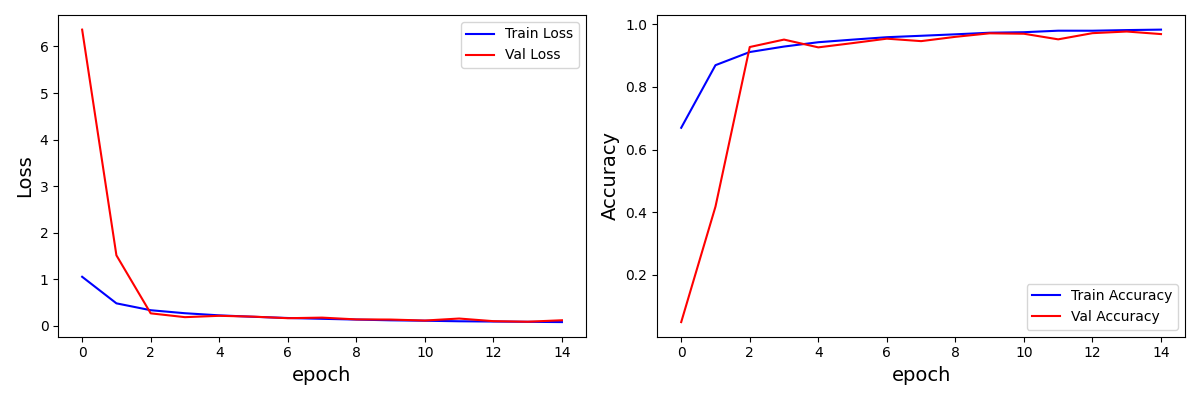 Train Loss
Val Loss
6
5
4
3
2
1
0
Loss
0 2 4 6 8 10 12 14
epoch
1.0
0.8
0.6
0.4
0.2
Accuracy
Train Accuracy
Val Accuracy
0 2 4 6 8 10 12 14
epoch